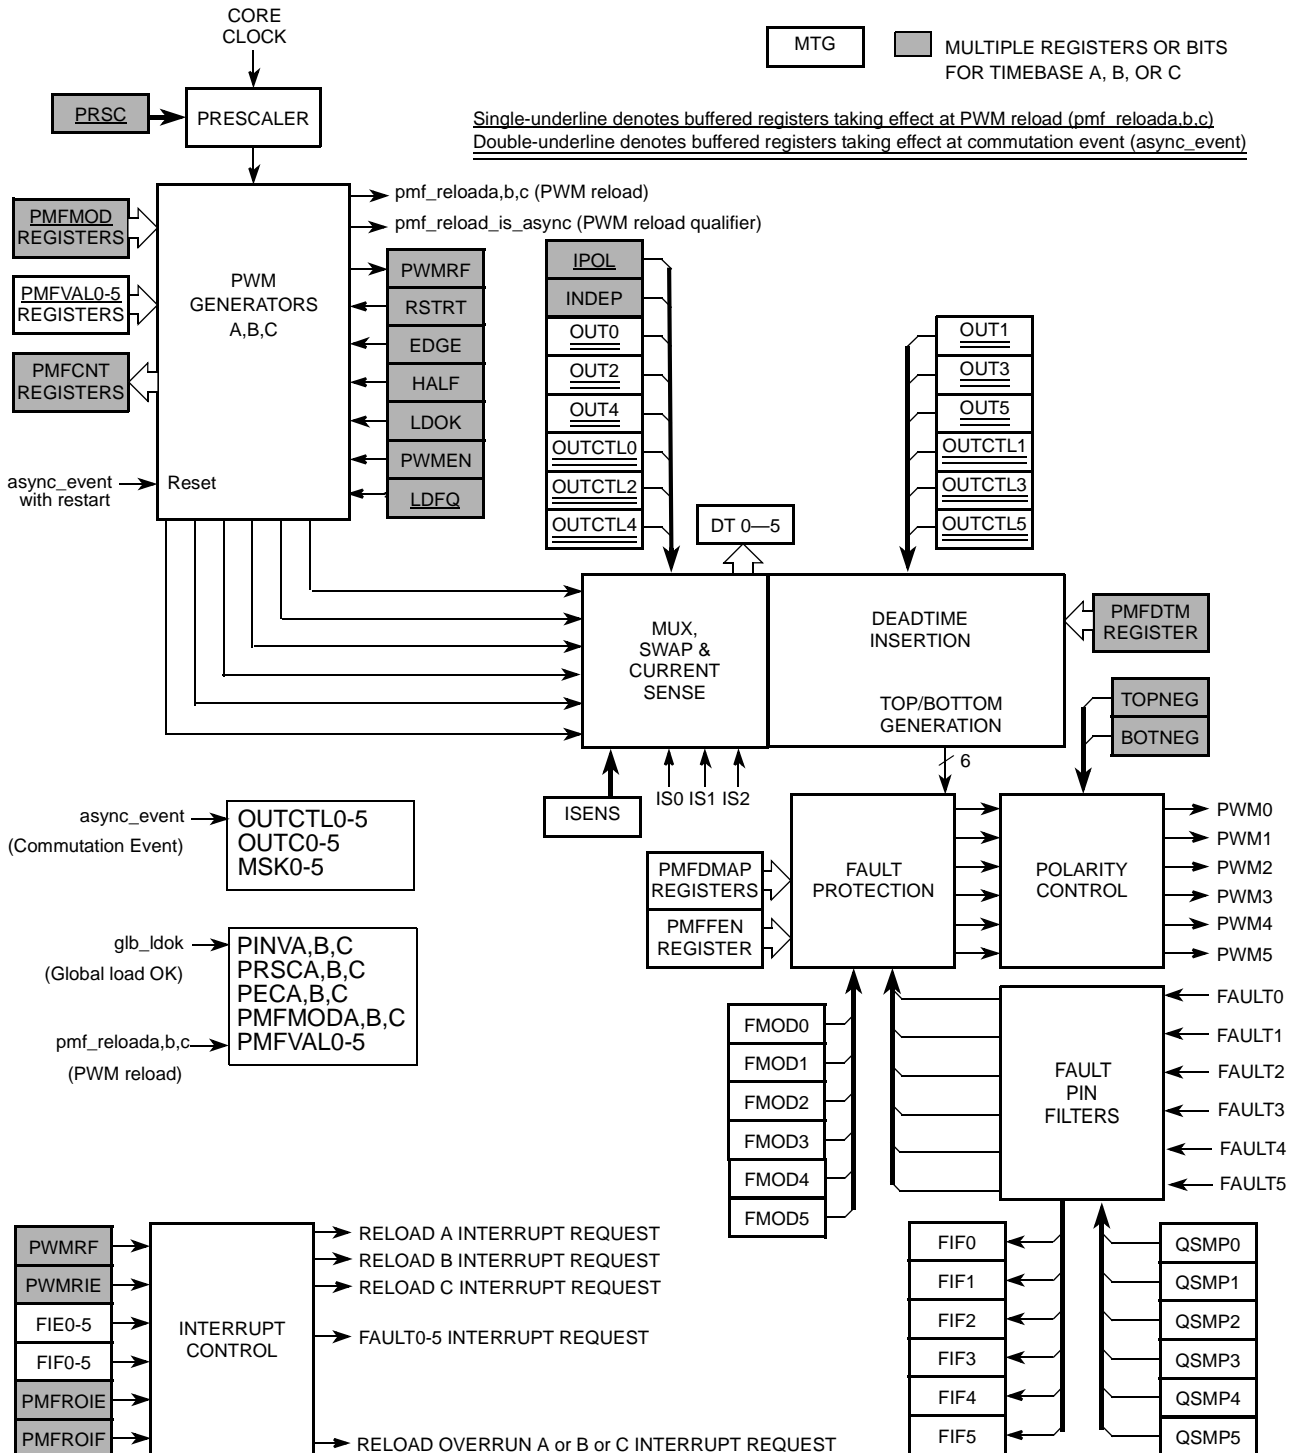 CORE
CLOCK
MTG
MULTIPLE REGISTERS OR BITS
FOR TIMEBASE A, B, OR C
PRSC
PRESCALER
Single-underline denotes buffered registers taking effect at PWM reload (pmf_reloada,b,c)
Double-underline denotes buffered registers taking effect at commutation event (async_event)
pmf_reloada,b,c (PWM reload)
pmf_reload_is_async (PWM reload qualifier)
PMFMOD
REGISTERS
PMFVAL0-5
REGISTERS
PMFCNT
REGISTERS
PWM
GENERATORS
A,B,C
async_event
with restart
Reset
PWMRF
RSTRT
EDGE
HALF
LDOK
PWMEN
LDFQ
IPOL
INDEP
OUT0
OUT2
OUT4
OUTCTL0
OUTCTL2
OUTCTL4
DT 0—5
OUT1
OUT3
OUT5
OUTCTL1
OUTCTL3
OUTCTL5
MUX,
SWAP &
CURRENT
SENSE
DEADTIME
INSERTION
TOP/BOTTOM
GENERATION
PMFDTM
REGISTER
TOPNEG
BOTNEG
6
ISENS
IS0 IS1 IS2
async_event
(Commutation Event)
OUTCTL0-5
OUTC0-5
MSK0-5
PMFDMAP
REGISTERS
PMFFEN
REGISTER
FAULT
PROTECTION
POLARITY
CONTROL
PWM0
PWM1
PWM2
PWM3
PWM4
PWM5
glb_ldok
(Global load OK)
pmf_reloada,b,c
(PWM reload)
PINVA,B,C
PRSCA,B,C
PECA,B,C
PMFMODA,B,C
PMFVAL0-5
FMOD0
FMOD1
FMOD2
FMOD3
FMOD4
FMOD5
FAULT
PIN
FILTERS
FAULT0
FAULT1
FAULT2
FAULT3
FAULT4
FAULT5
PWMRF
PWMRIE
FIE0-5
FIF0-5
PMFROIE
PMFROIF
INTERRUPT
CONTROL
RELOAD A INTERRUPT REQUEST
RELOAD B INTERRUPT REQUEST
RELOAD C INTERRUPT REQUEST
FAULT0-5 INTERRUPT REQUEST
RELOAD OVERRUN A or B or C INTERRUPT REQUEST
FIF0
FIF1
FIF2
FIF3
FIF4
FIF5
QSMP0
QSMP1
QSMP2
QSMP3
QSMP4
QSMP5